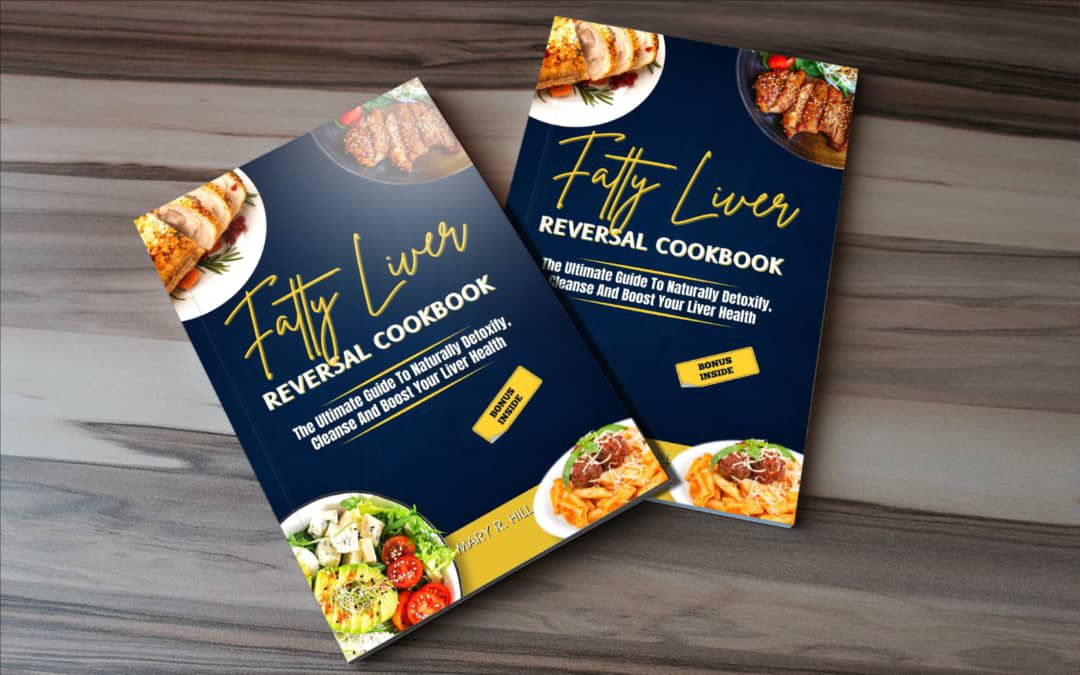 Fatty Liver
REVERSAL COOKBOOK
The Ultimate Guide To Naturally Detoxify,
Cleanse And Boost Your Liver Health
BONUS
INSIDE
MARY R. HILL
Fatty Liver
REVERSAL COOKBOOK
The Ultimate Guide To Naturally Detoxify,
Cleanse And Boost Your Liver Health
BONUS
INSIDE